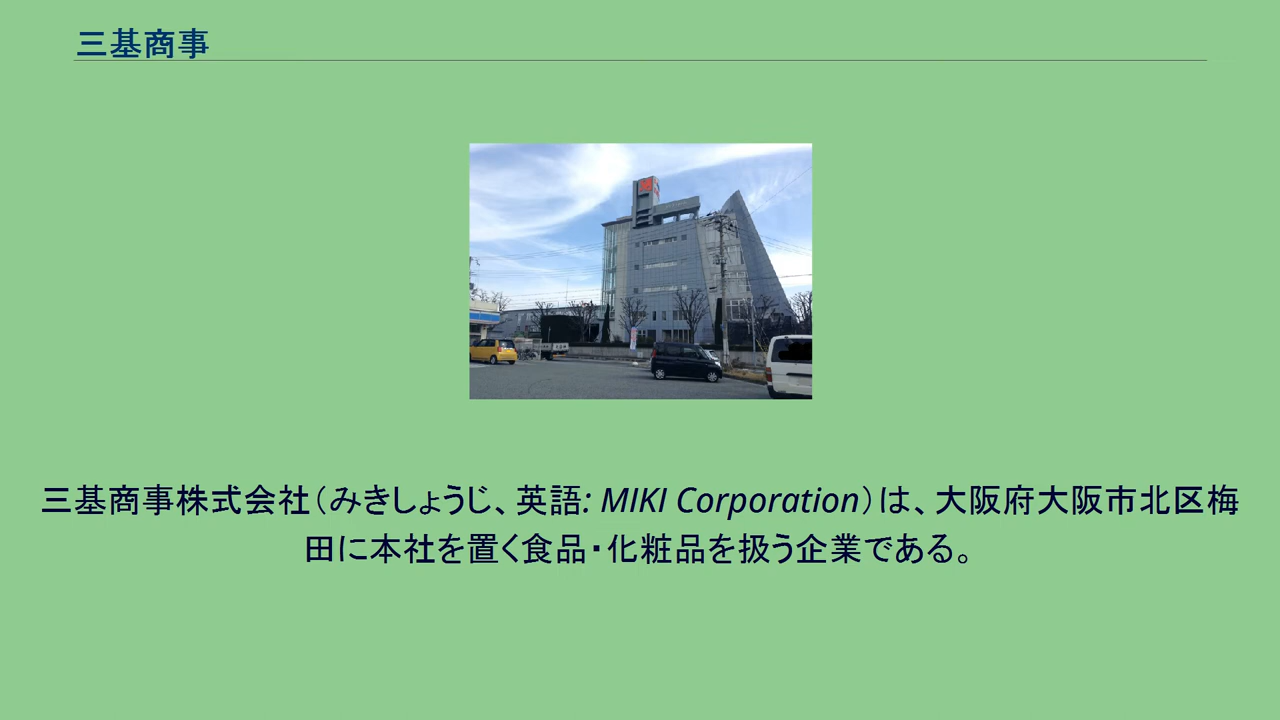 三基商事
三基商事株式会社（みきしょうじ、英語: MIKI Corporation）は、大阪府大阪市北区梅
田に本社を置く食品・化粧品を扱う企業である。